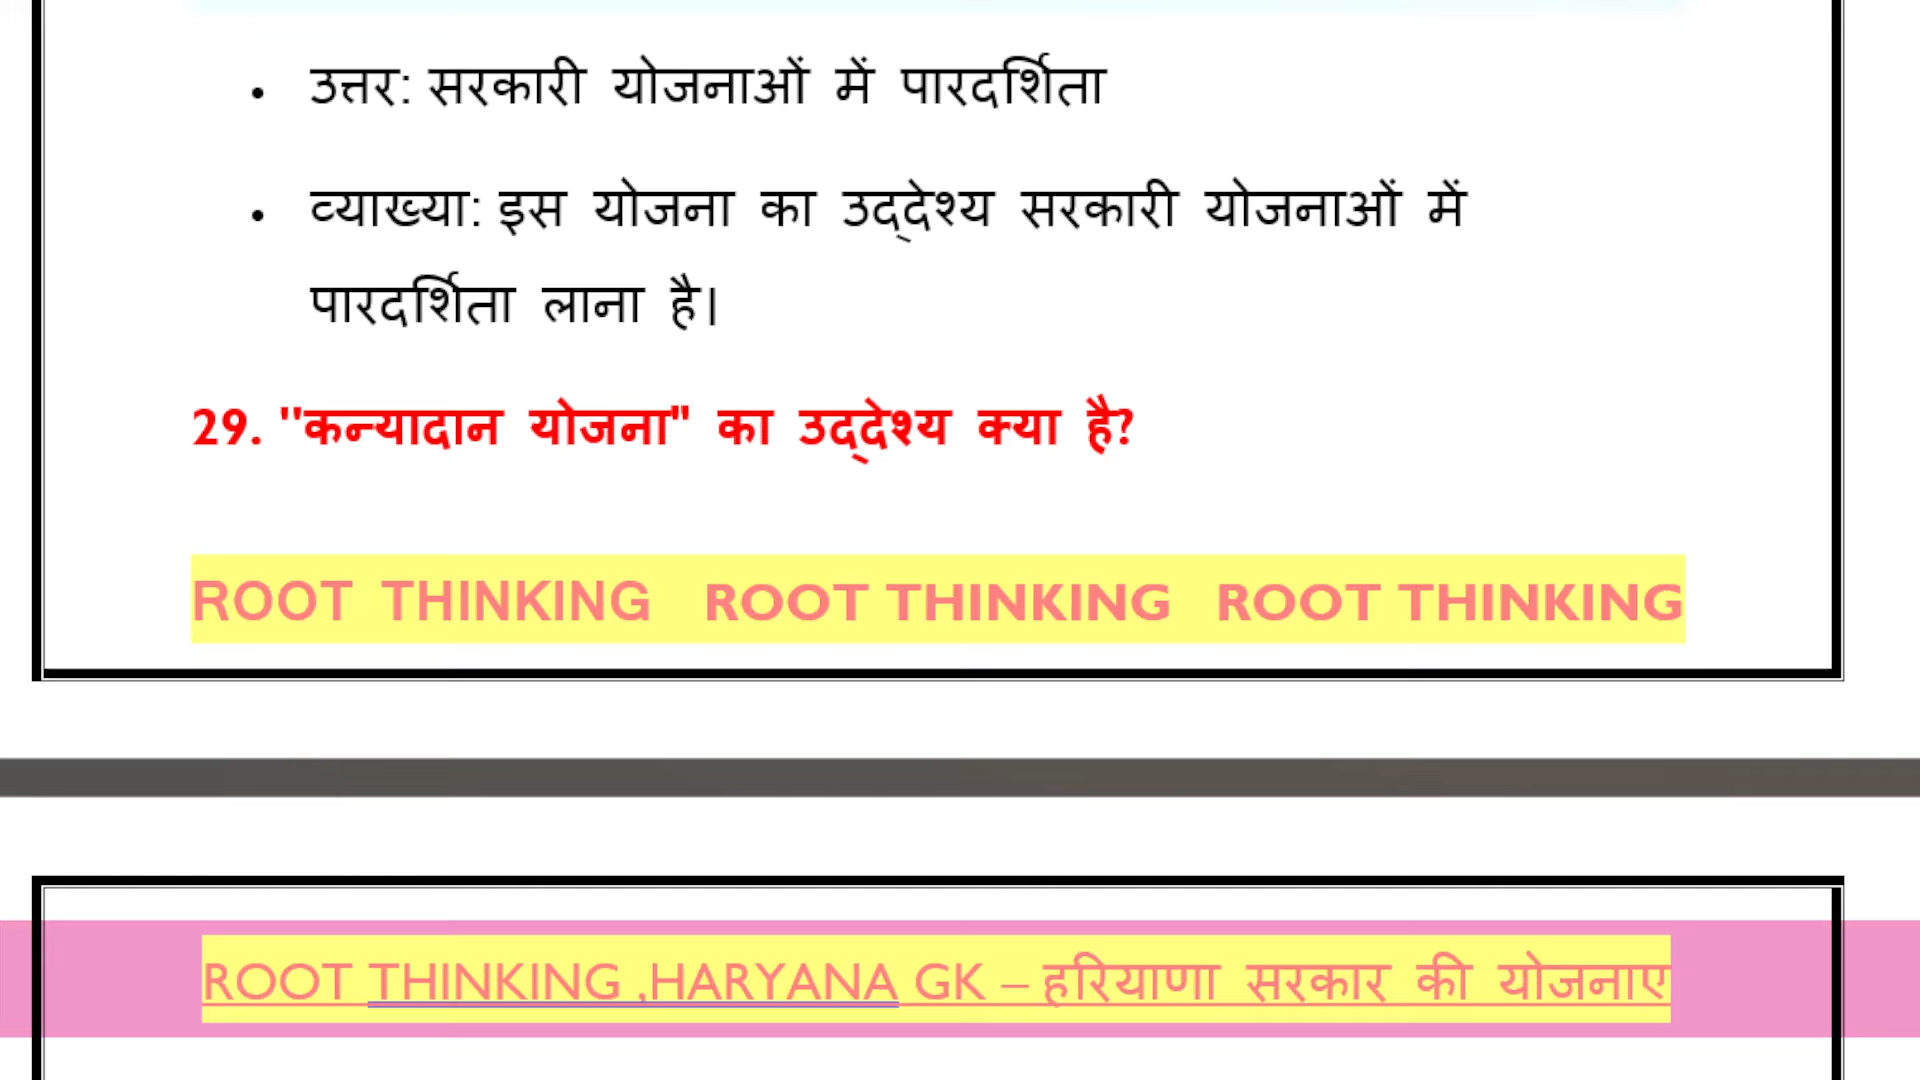 • उत्तर: सरकारी योजनाओं में पारदर्शिता
• व्याख्या: इस योजना का उद्देश्य सरकारी योजनाओं में
पारदर्शिता लाना है।
29. "कन्यादान योजना" का उद्देश्य क्या है?
ROOT THINKING ROOT THINKING ROOT THINKING
ROOT THINKING ,HARYANA GK – हरियाणा सरकार की योजनाए